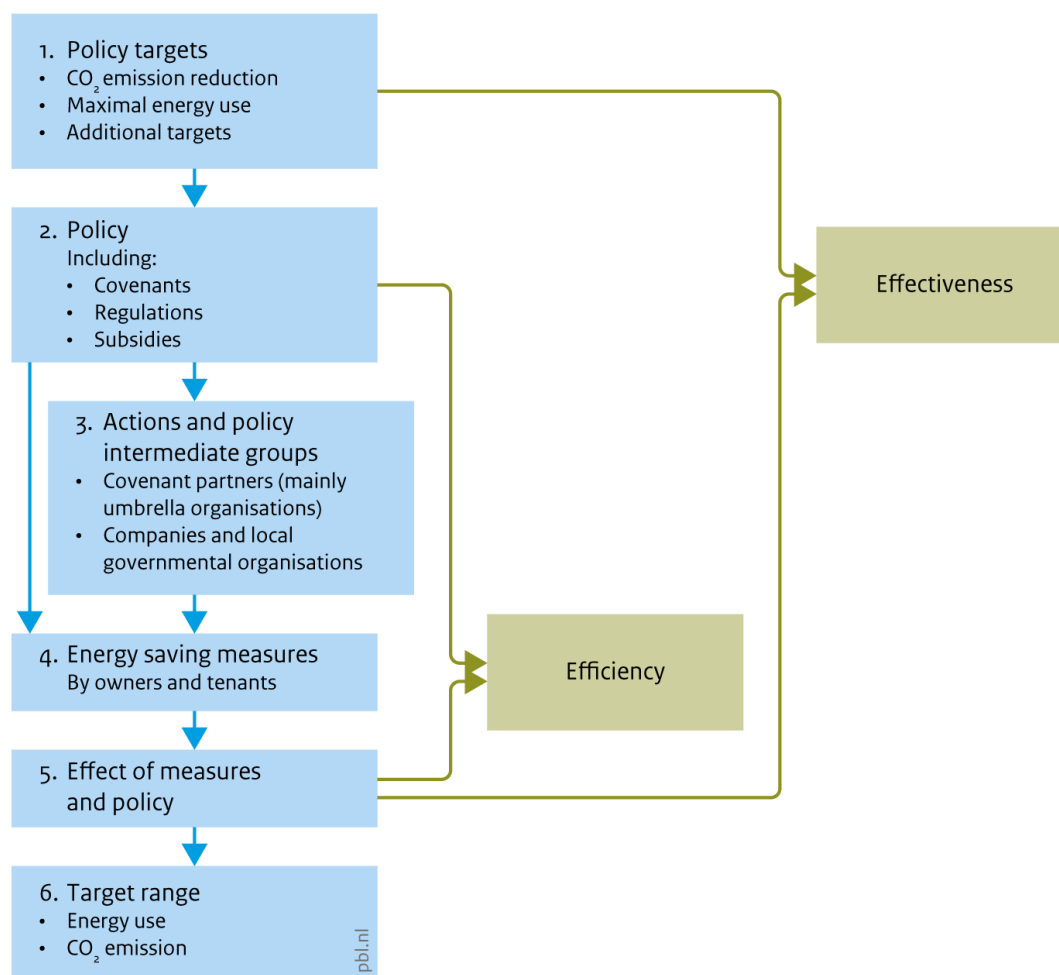 1. Policy targets
• CO₂ emission reduction
• Maximal energy use
• Additional targets
2. Policy
Including:
• Covenants
• Regulations
• Subsidies
3. Actions and policy
intermediate groups
• Covenant partners (mainly
umbrella organisations)
• Companies and local
governmental organisations
4. Energy saving measures
By owners and tenants
5. Effect of measures
and policy
6. Target range
• Energy use
• CO₂ emission
pbl.nl
Efficiency
Effectiveness